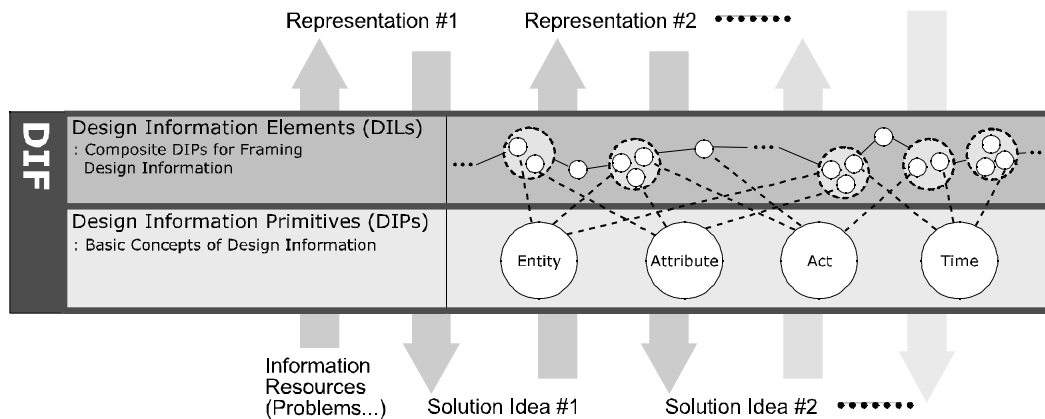 Representation #1
Representation #2 ........
DIF
Design Information Elements (DILs)
: Composite DIPs for Framing
Design Information
...
...
...
Design Information Primitives (DIPs)
: Basic Concepts of Design Information
Entity
Attribute
Act
Time
Information
Resources
(Problems...)
Solution Idea #1
Solution Idea #2 ........